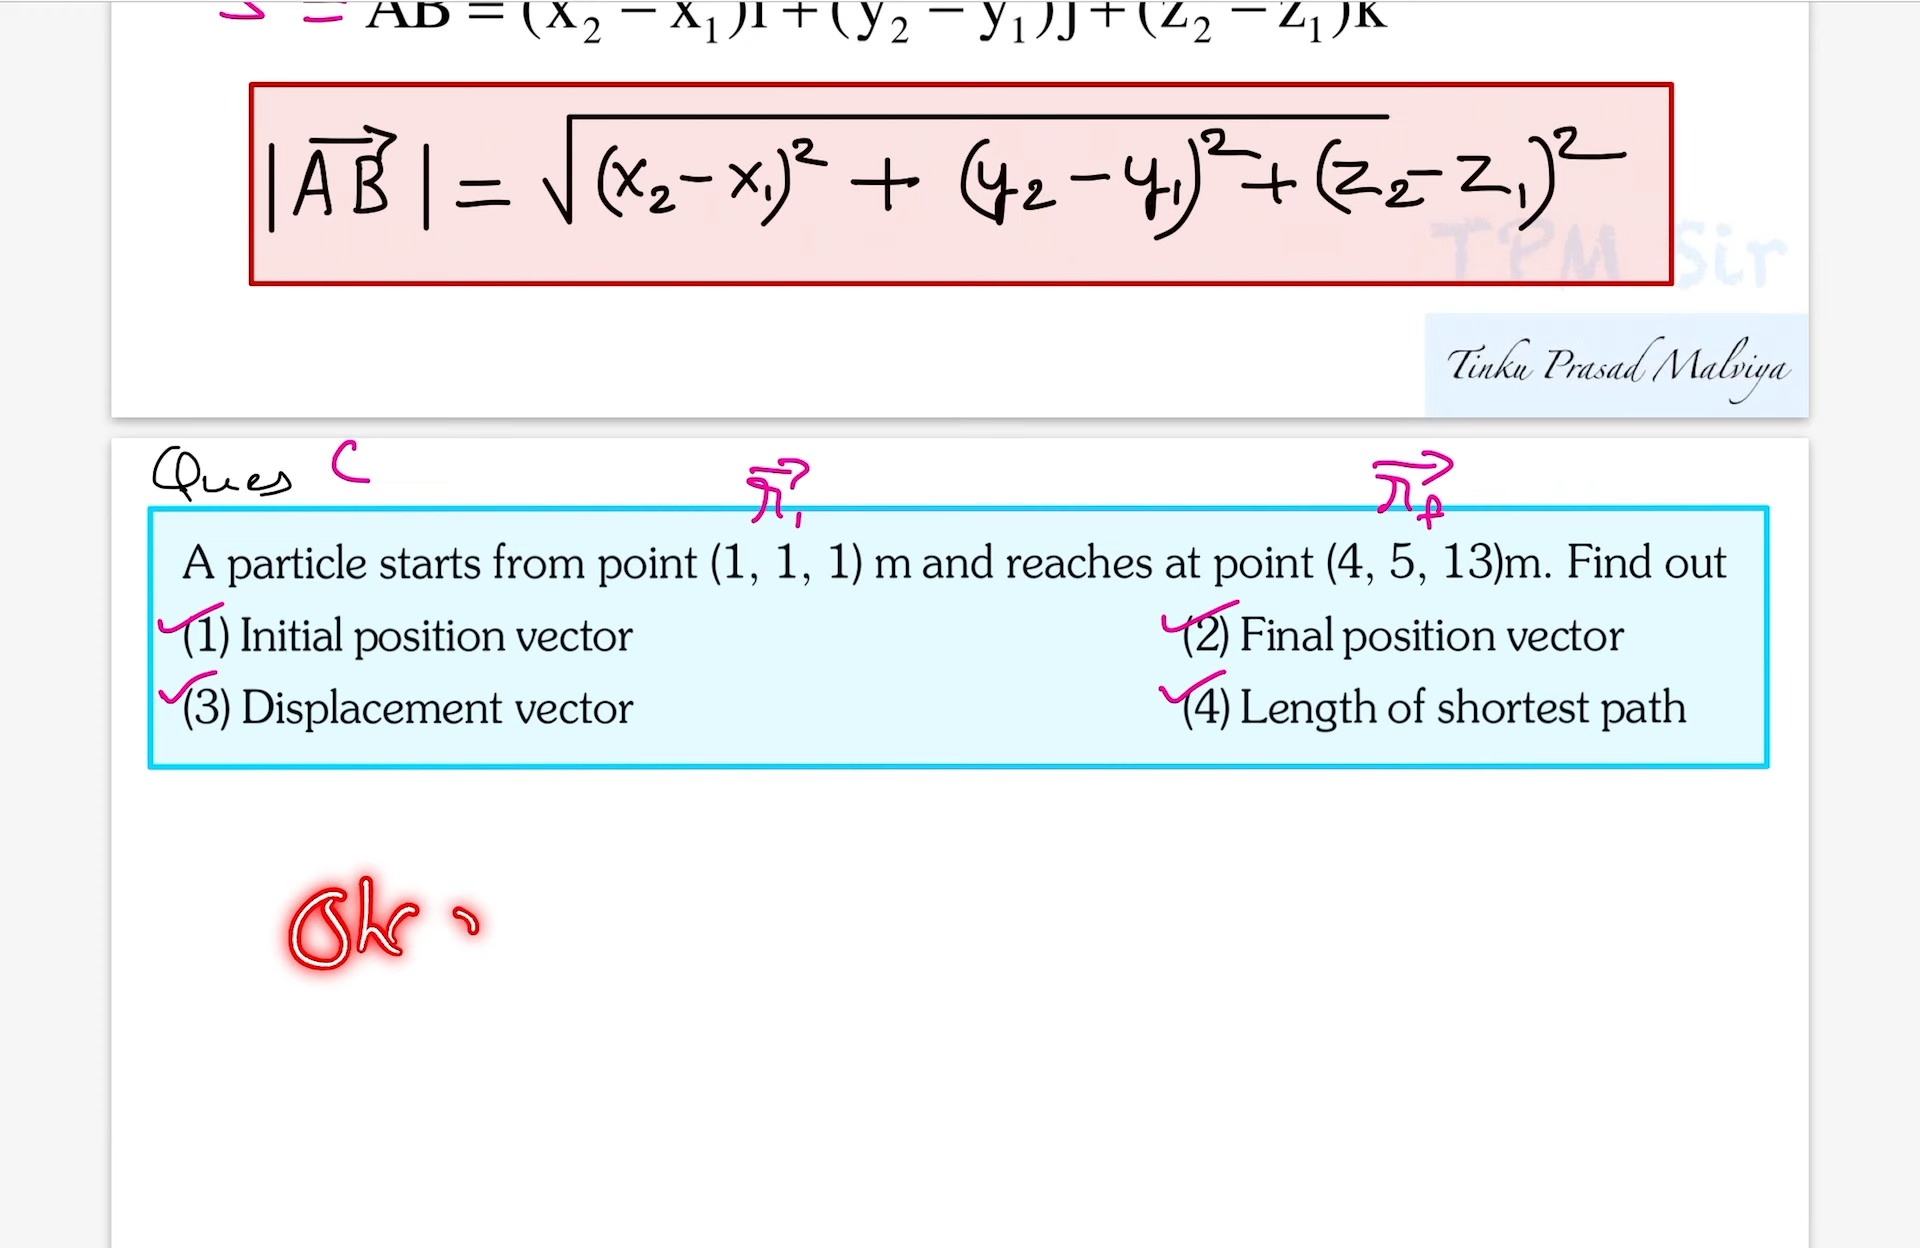 AB = (x₂ − x₁)i + (y₂ − y₁)j + (z₂ − z₁)k
|AB⃗| = √(x₂−x₁)² + (y₂−y₁)² + (z₂−z₁)²
TPM Sir
Tinku Prasad Malviya
Ques
A particle starts from point (1, 1, 1) m and reaches at point (4, 5, 13)m. Find out
(1) Initial position vector (2) Final position vector
(3) Displacement vector (4) Length of shortest path